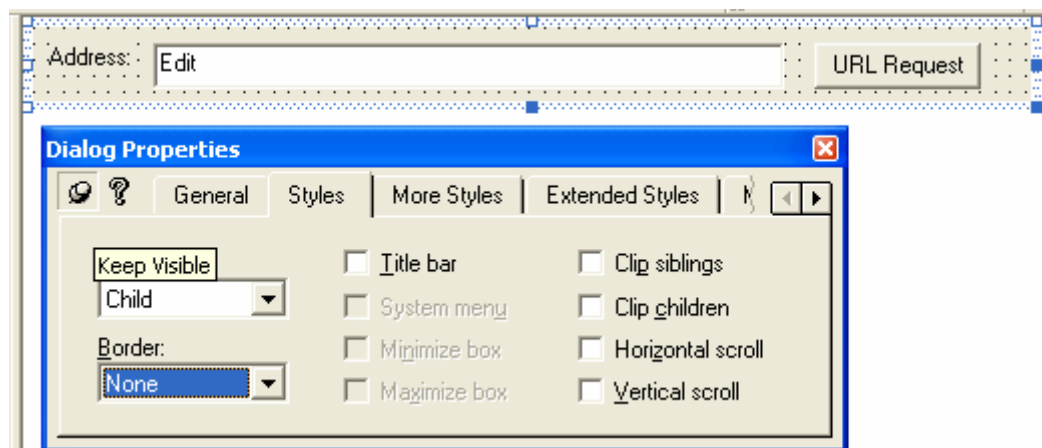 Address:
Edit
URL Request
Dialog Properties
General
Styles
More Styles
Extended Styles
Keep Visible
Title bar
Clip siblings
Child
System menu
Clip children
Border:
Minimize box
Horizontal scroll
None
Maximize box
Vertical scroll